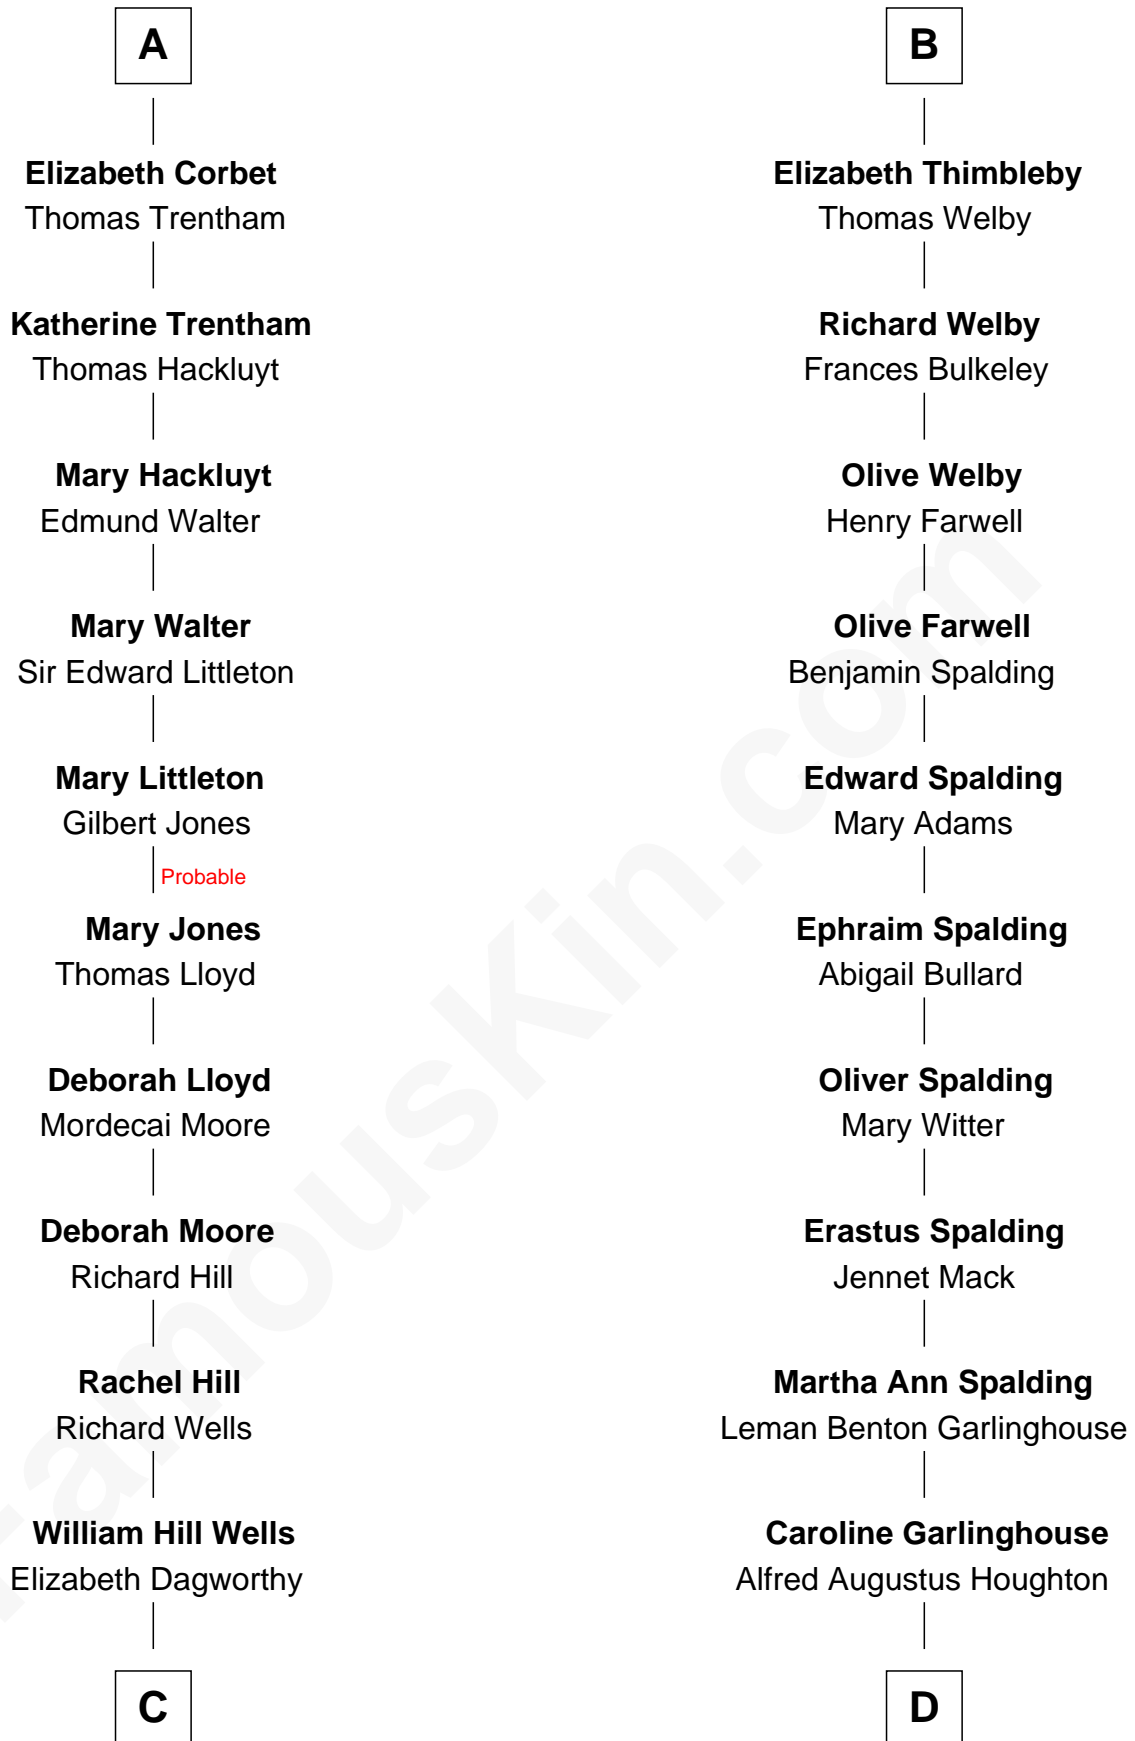 A
Elizabeth Corbet
Thomas Trentham
Katherine Trentham
Thomas Hackluyt
Mary Hackluyt
Edmund Walter
Mary Walter
Sir Edward Littleton
Mary Littleton
Gilbert Jones
Probable
Mary Jones
Thomas Lloyd
Deborah Lloyd
Mordecai Moore
Deborah Moore
Richard Hill
Rachel Hill
Richard Wells
William Hill Wells
Elizabeth Dagworthy
C
B
Elizabeth Thimbleby
Thomas Welby
Richard Welby
Frances Bulkeley
Olive Welby
Henry Farwell
Olive Farwell
Benjamin Spalding
Edward Spalding
Mary Adams
Ephraim Spalding
Abigail Bullard
Oliver Spalding
Mary Witter
Erastus Spalding
Jennet Mack
Martha Ann Spalding
Leman Benton Garlinghouse
Caroline Garlinghouse
Alfred Augustus Houghton
D
FamousKin.com